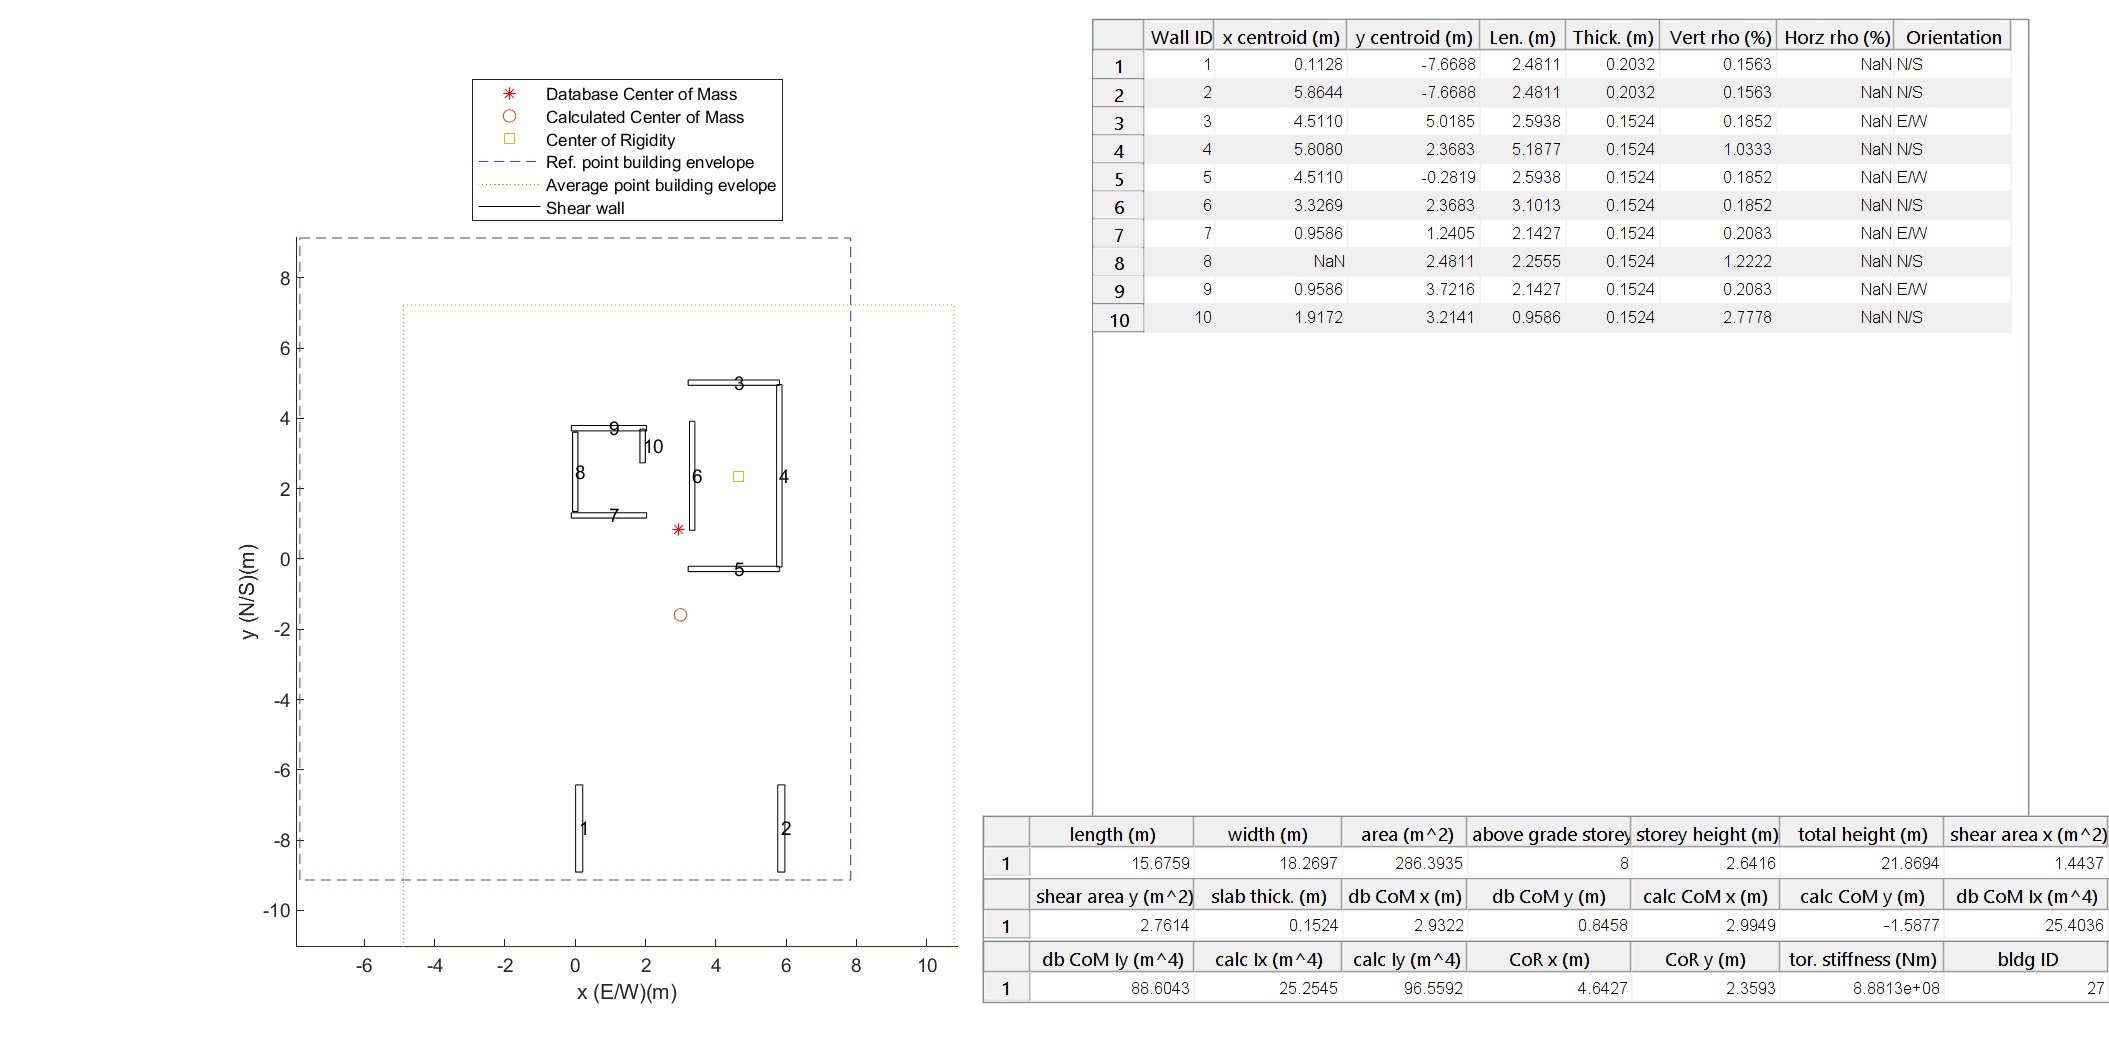 Database Center of Mass
Calculated Center of Mass
Center of Rigidity
Ref. point building envelope
Average point building evelope
Shear wall
8
6
4
2
0
-2
-4
-6
-8
-10
y (N/S)(m)
3
9
10
8
6
4
7
5
1
2
-6 -4 -2 0 2 4 6 8 10
x (E/W)(m)
Wall ID x centroid (m) y centroid (m) Len. (m) Thick. (m) Vert rho (%) Horz rho (%) Orientation
1 1 0.1128 -7.6688 2.4811 0.2032 0.1563 NaN N/S
2 2 5.8644 -7.6688 2.4811 0.2032 0.1563 NaN N/S
3 3 4.5110 5.0185 2.5938 0.1524 0.1852 NaN E/W
4 4 5.8080 2.3683 5.1877 0.1524 1.0333 NaN N/S
5 5 4.5110 -0.2819 2.5938 0.1524 0.1852 NaN E/W
6 6 3.3269 2.3683 3.1013 0.1524 0.1852 NaN N/S
7 7 0.9586 1.2405 2.1427 0.1524 0.2083 NaN E/W
8 8 NaN 2.4811 2.2555 0.1524 1.2222 NaN N/S
9 9 0.9586 3.7216 2.1427 0.1524 0.2083 NaN E/W
10 10 1.9172 3.2141 0.9586 0.1524 2.7778 NaN N/S
length (m) width (m) area (m^2) above grade storey storey height (m) total height (m) shear area x (m^2)
1 15.6759 18.2697 286.3935 8 2.6416 21.8694 1.4437
shear area y (m^2) slab thick. (m) db CoM x (m) db CoM y (m) calc CoM x (m) calc CoM y (m) db CoM Ix (m^4)
1 2.7614 0.1524 2.9322 0.8458 2.9949 -1.5877 25.4036
db CoM Iy (m^4) calc Ix (m^4) calc Iy (m^4) CoR x (m) CoR y (m) tor. stiffness (Nm) bldg ID
1 88.6043 25.2545 96.5592 4.6427 2.3593 8.8813e+08 27